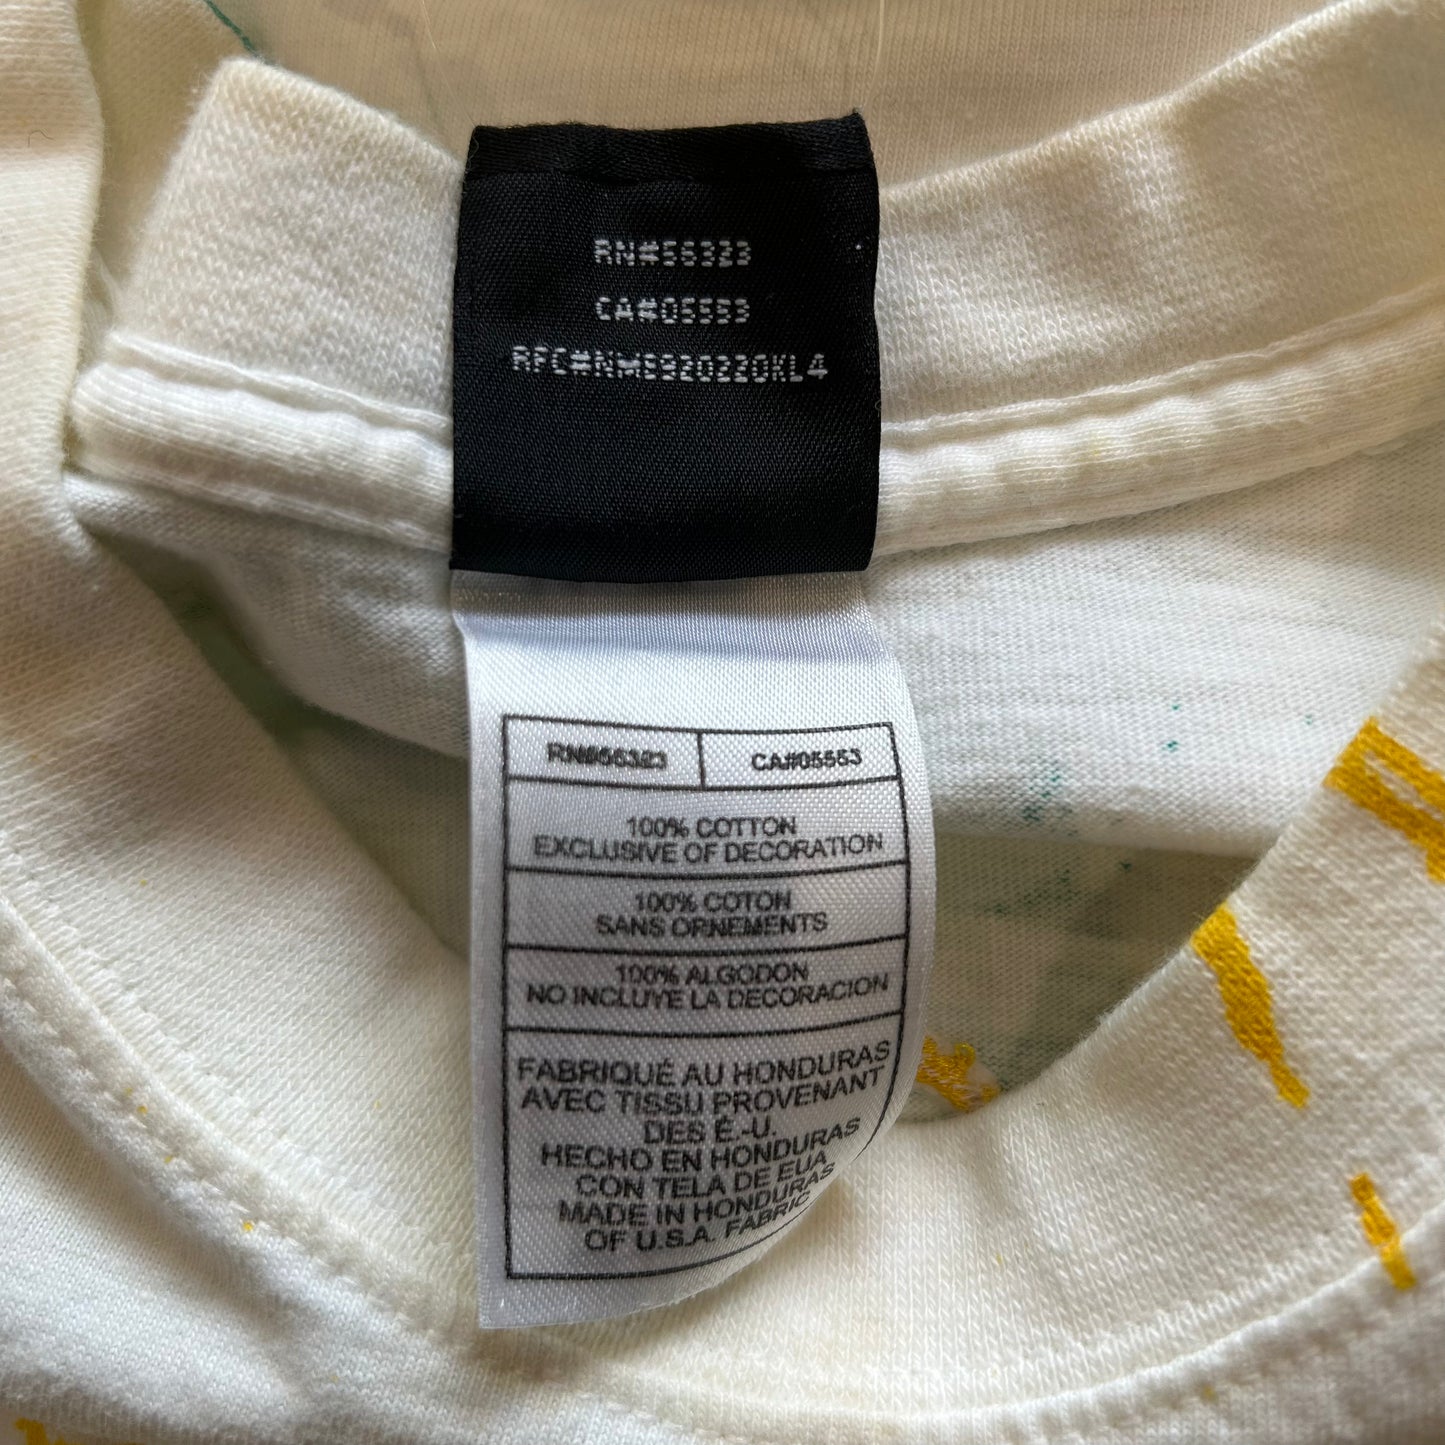 RN#56323
CA#05553
RN#56323 CA#05553
100% COTTON
EXCLUSIVE OF DECORATION
100% COTON
SANS ORNEMENTS
100% ALGODON
NO INCLUYE LA DECORACION
FABRIQUÉ AU HONDURAS
AVEC TISSU PROVENANT
DES É.-U.
HECHO EN HONDURAS
CON TELA DE EUA
MADE IN HONDURAS
OF U.S.A. FABRIC